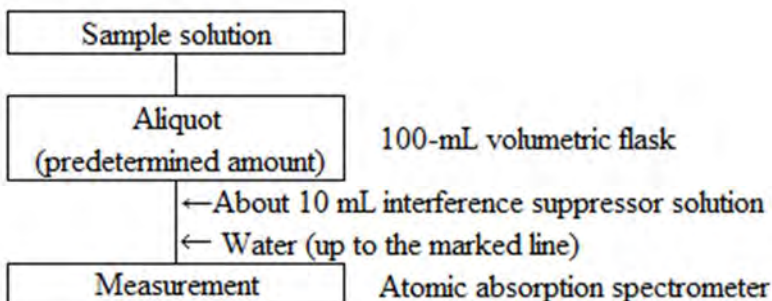 Sample solution
Aliquot
(predetermined amount)
100-mL volumetric flask
←About 10 mL interference suppressor solution
← Water (up to the marked line)
Measurement
Atomic absorption spectrometer